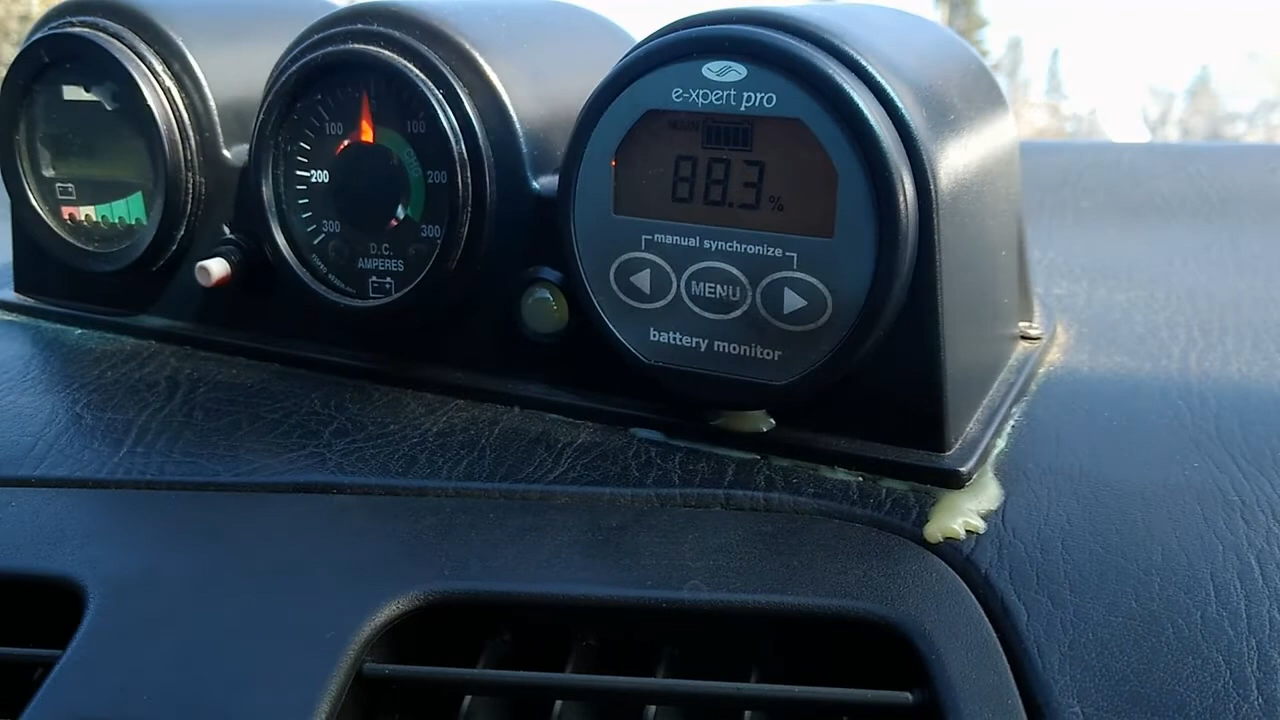 100 100
200 200
300 300
D.C.
AMPERES
e-xpert pro
88.3 %
manual synchronize
MENU
battery monitor